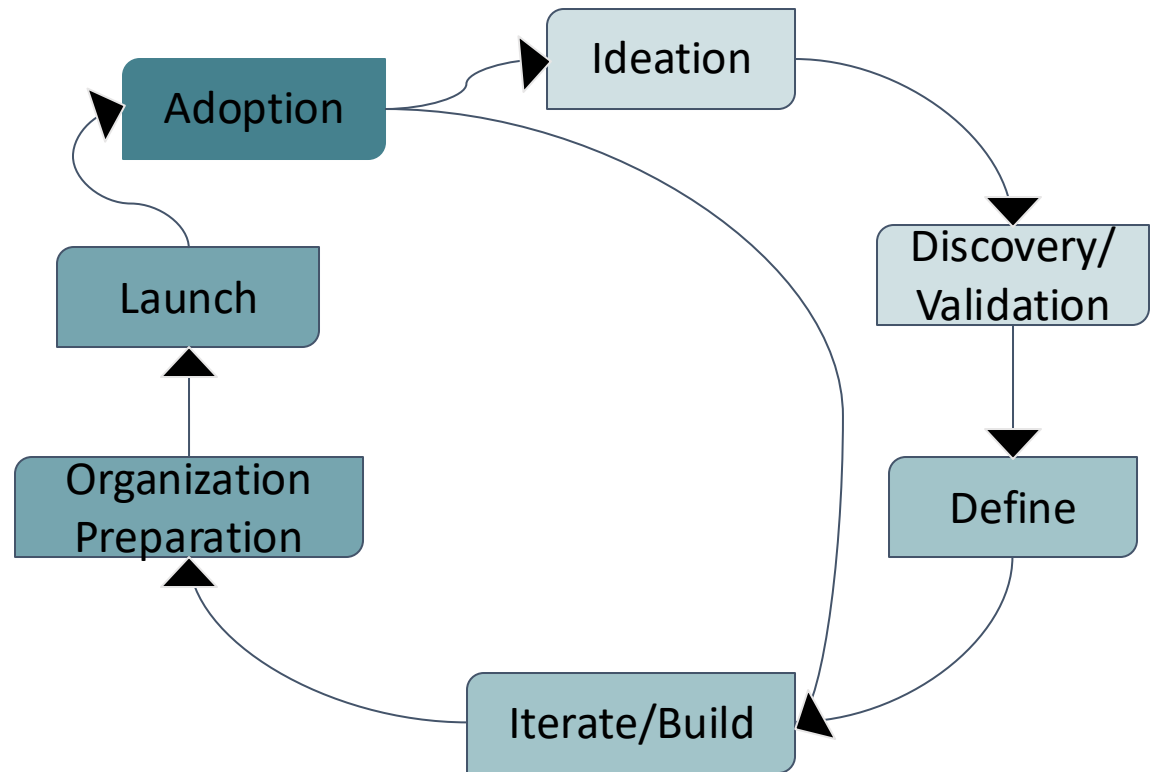 Ideation
Adoption
Discovery/
Validation
Launch
Organization
Preparation
Define
Iterate/Build